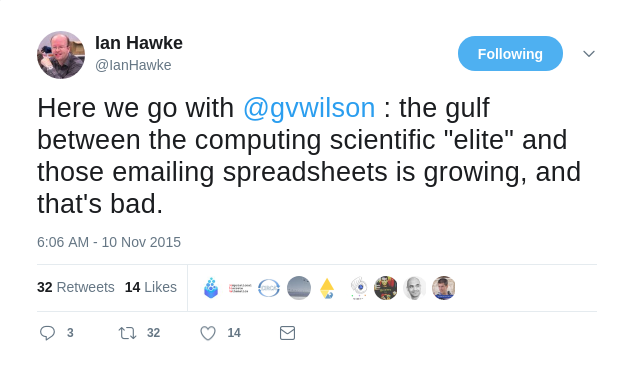 Ian Hawke
@IanHawke
Following
Here we go with @gvwilson : the gulf
between the computing scientific "elite" and
those emailing spreadsheets is growing, and
that's bad.
6:06 AM - 10 Nov 2015
32 Retweets 14 Likes
3 32 14